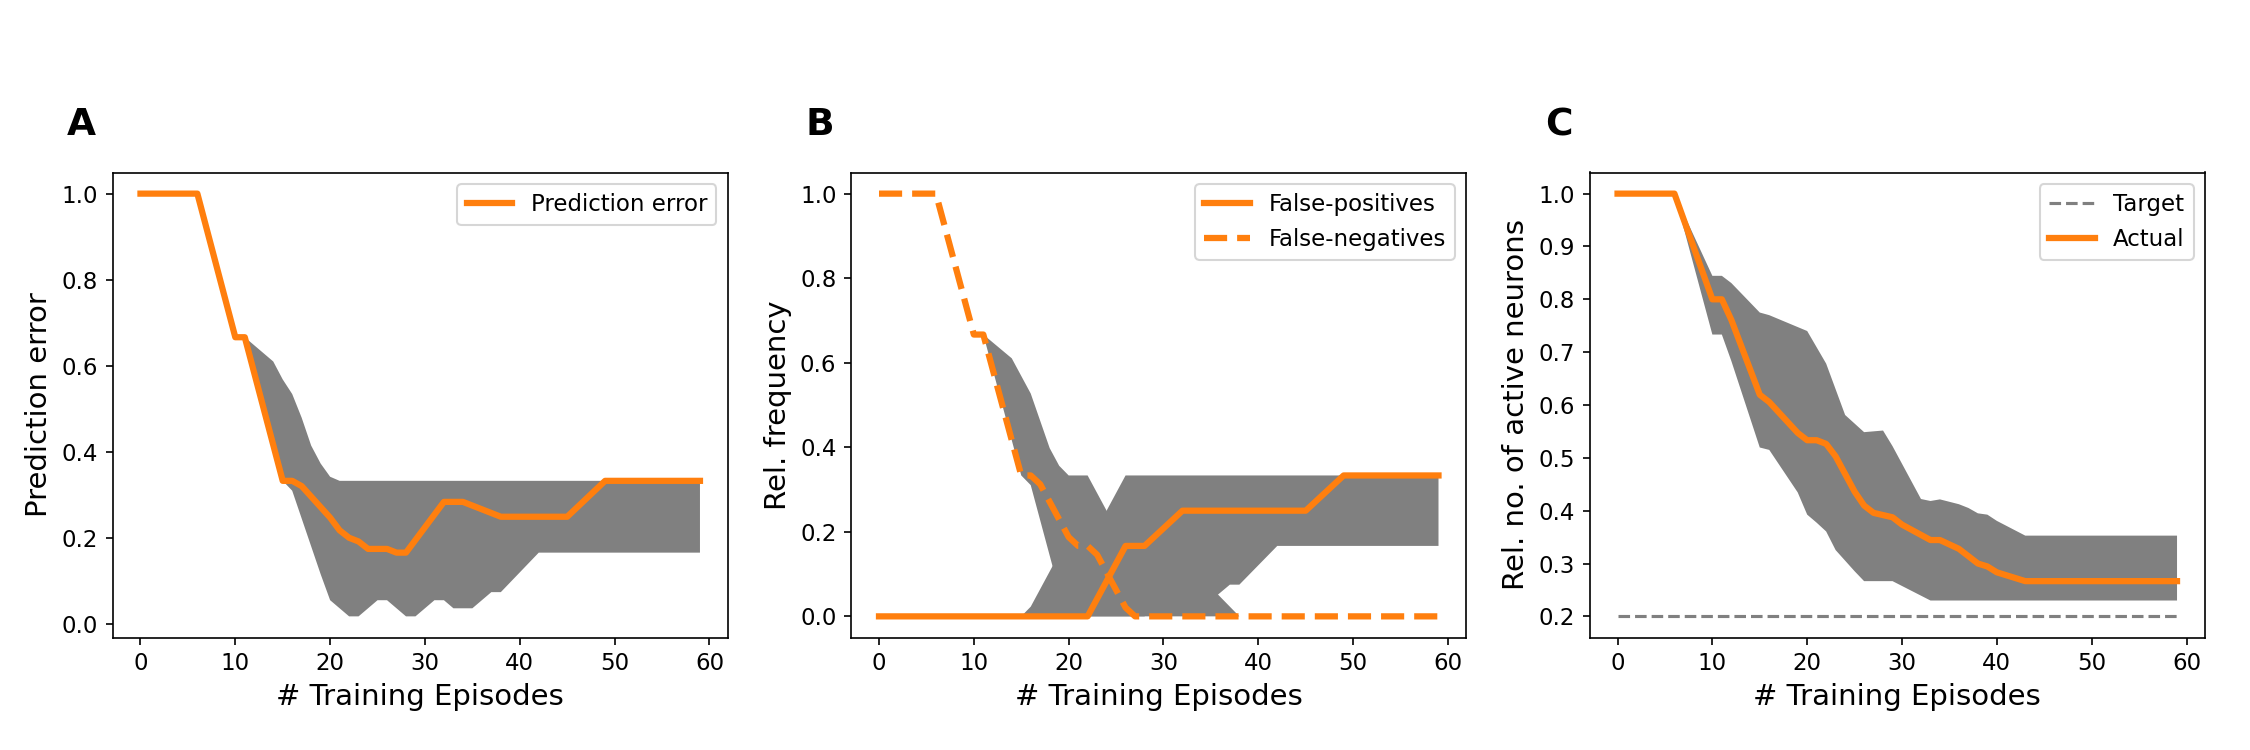 A
B
C
Prediction error
1.0
0.8
0.6
0.4
0.2
0.0
Prediction error
0 10 20 30 40 50 60
# Training Episodes
Rel. frequency
1.0
0.8
0.6
0.4
0.2
0.0
False-positives
False-negatives
0 10 20 30 40 50 60
# Training Episodes
Rel. no. of active neurons
1.0
0.9
0.8
0.7
0.6
0.5
0.4
0.3
0.2
Target
Actual
0 10 20 30 40 50 60
# Training Episodes